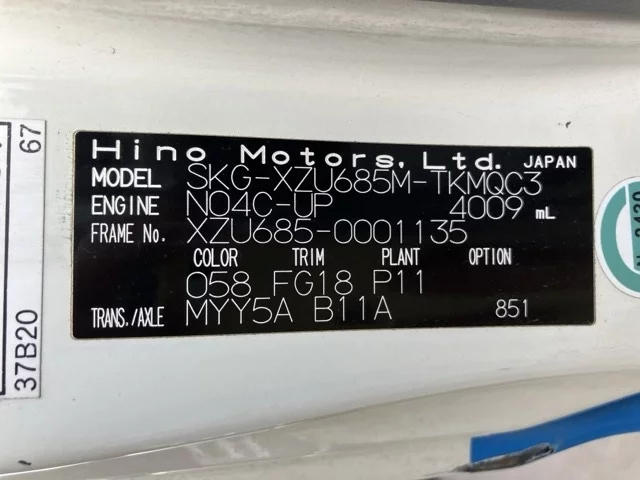 Hino Motors, Ltd. JAPAN
MODEL SKG-XZU685M-TKMQC3
ENGINE N04C-UP 4009 mL
FRAME No. XZU685-0001135
COLOR TRIM PLANT OPTION
058 FG18 P11
TRANS./AXLE MYY5A B11A 851
37B20 67